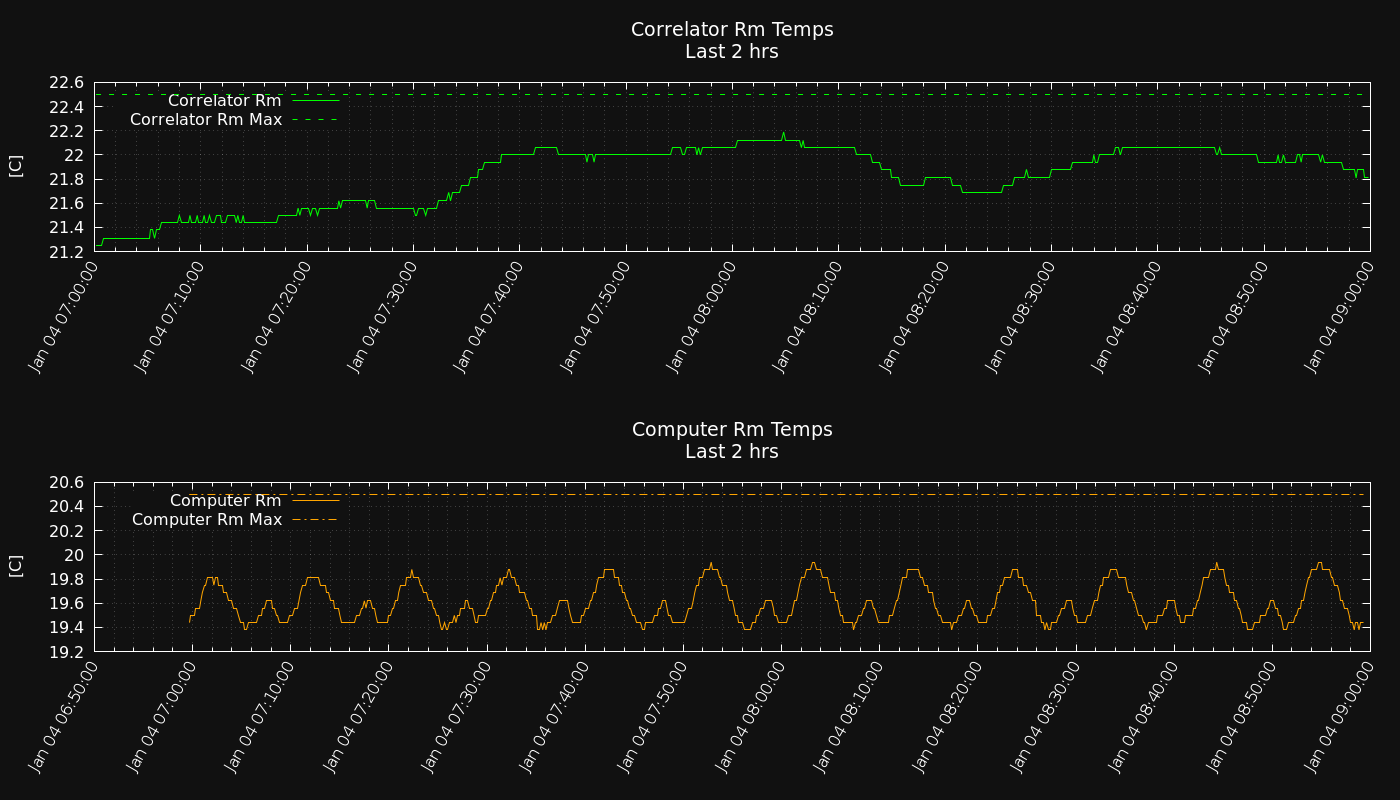 Correlator Rm Temps
Last 2 hrs
22.6
22.4
22.2
22
21.8
21.6
21.4
21.2
[C]
Correlator Rm
Correlator Rm Max
Jan 04 07:00:00
Jan 04 07:10:00
Jan 04 07:20:00
Jan 04 07:30:00
Jan 04 07:40:00
Jan 04 07:50:00
Jan 04 08:00:00
Jan 04 08:10:00
Jan 04 08:20:00
Jan 04 08:30:00
Jan 04 08:40:00
Jan 04 08:50:00
Jan 04 09:00:00
Computer Rm Temps
Last 2 hrs
20.6
20.4
20.2
20
19.8
19.6
19.4
19.2
[C]
Computer Rm
Computer Rm Max
Jan 04 06:50:00
Jan 04 07:00:00
Jan 04 07:10:00
Jan 04 07:20:00
Jan 04 07:30:00
Jan 04 07:40:00
Jan 04 07:50:00
Jan 04 08:00:00
Jan 04 08:10:00
Jan 04 08:20:00
Jan 04 08:30:00
Jan 04 08:40:00
Jan 04 08:50:00
Jan 04 09:00:00